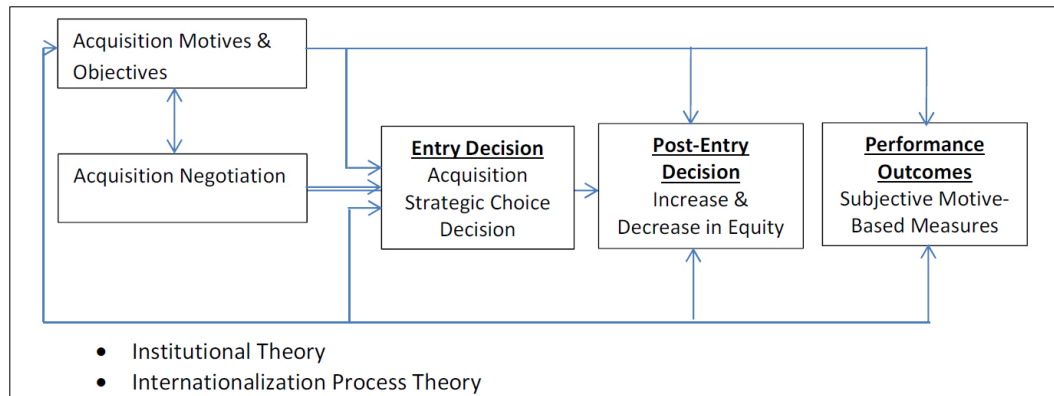 Acquisition Motives &
Objectives
Acquisition Negotiation
Entry Decision
Acquisition
Strategic Choice
Decision
Post-Entry
Decision
Increase &
Decrease in Equity
Performance
Outcomes
Subjective Motive-
Based Measures
• Institutional Theory
• Internationalization Process Theory